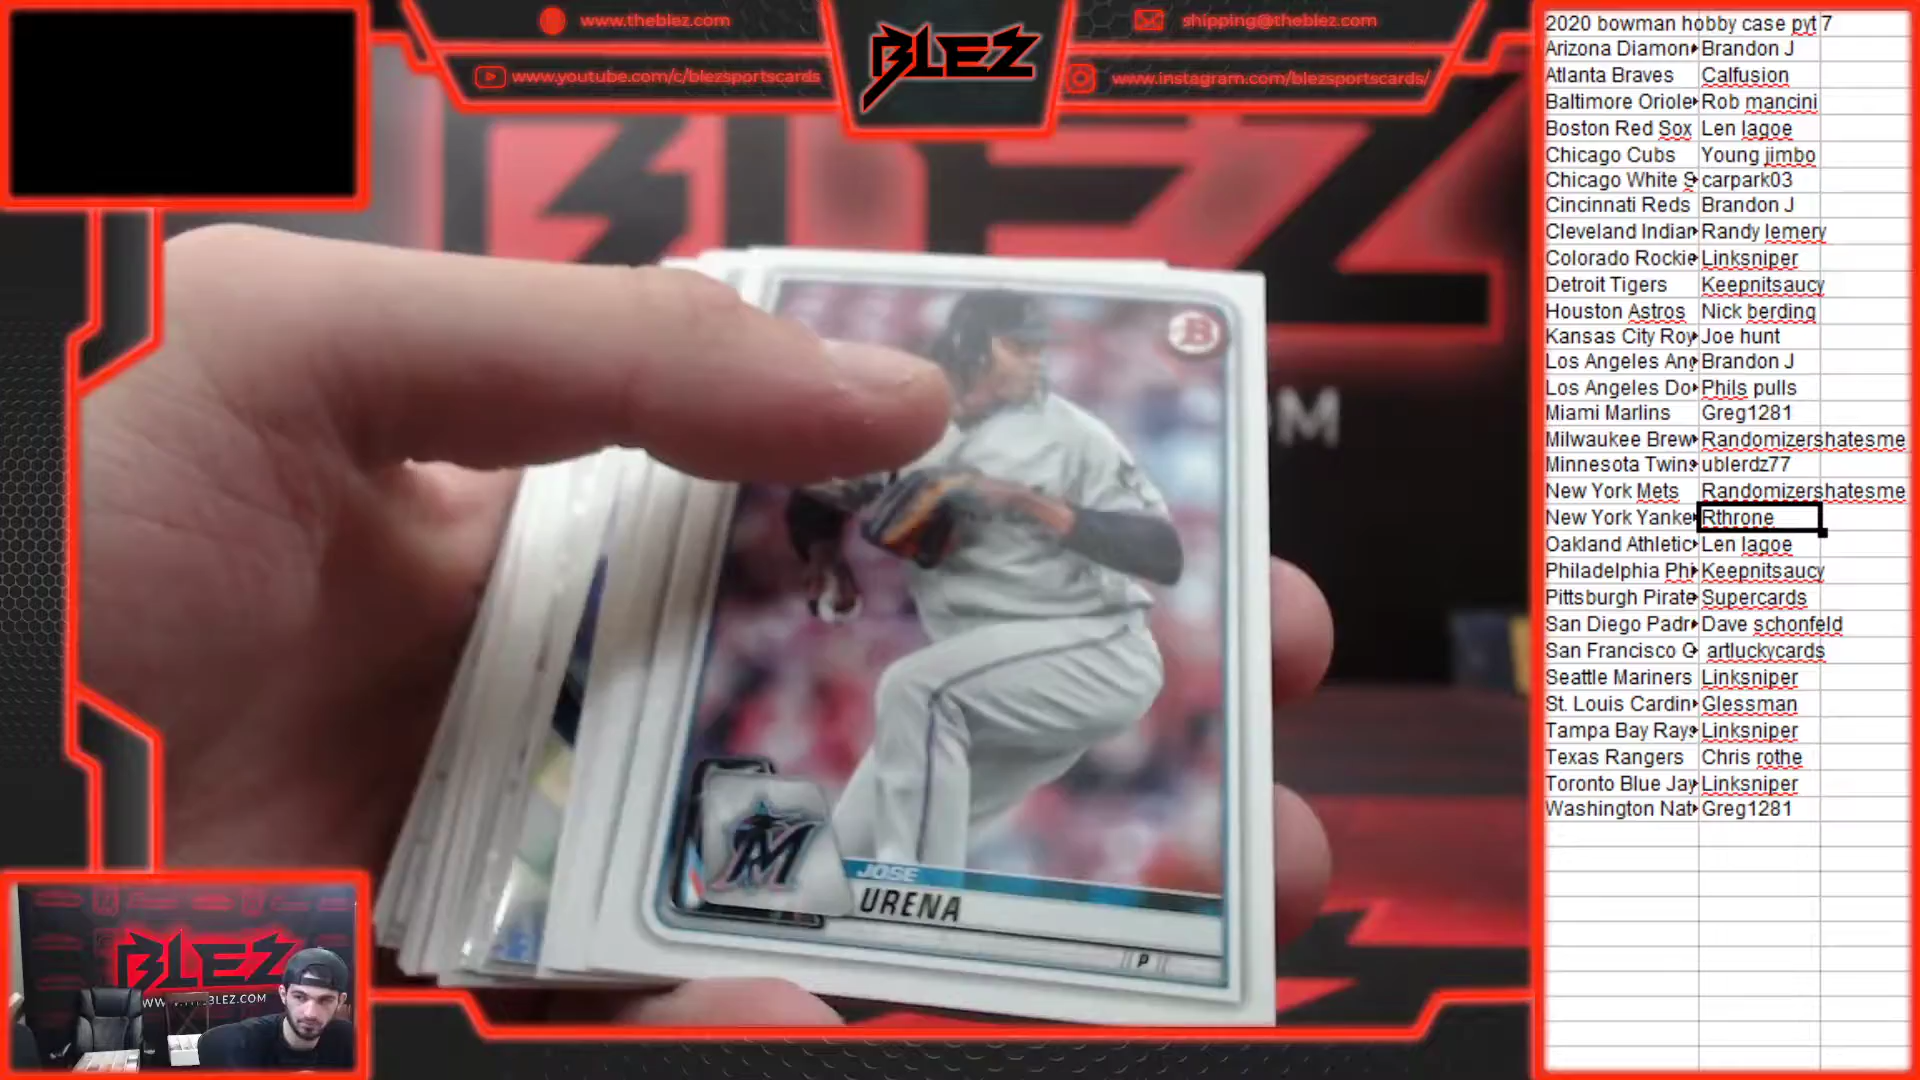 www.theblez.com
BLEZ
shipping@theblez.com
www.youtube.com/c/blezsportscards
www.instagram.com/blezsportscards/
B
M
JOSE
URENA
P
BLEZ
2020 bowman hobby case pyt 7
Arizona Diamon Brandon J
Atlanta Braves Calfusion
Baltimore Oriole Rob mancini
Boston Red Sox Len lagoe
Chicago Cubs Young jimbo
Chicago White S carpark03
Cincinnati Reds Brandon J
Cleveland Indian Randy lemery
Colorado Rockie Linksniper
Detroit Tigers Keepnitsaucy
Houston Astros Nick berding
Kansas City Roy Joe hunt
Los Angeles Ang Brandon J
Los Angeles Do Phils pulls
Miami Marlins Greg1281
Milwaukee Brew Randomizershatesme
Minnesota Twins ublerdz77
New York Mets Randomizershatesme
New York Yanke Rthrone
Oakland Athletic Len lagoe
Philadelphia Phi Keepnitsaucy
Pittsburgh Pirate Supercards
San Diego Padr Dave schonfeld
San Francisco G artluckycards
Seattle Mariners Linksniper
St. Louis Cardin Glessman
Tampa Bay Rays Linksniper
Texas Rangers Chris rothe
Toronto Blue Jay Linksniper
Washington Nat Greg1281